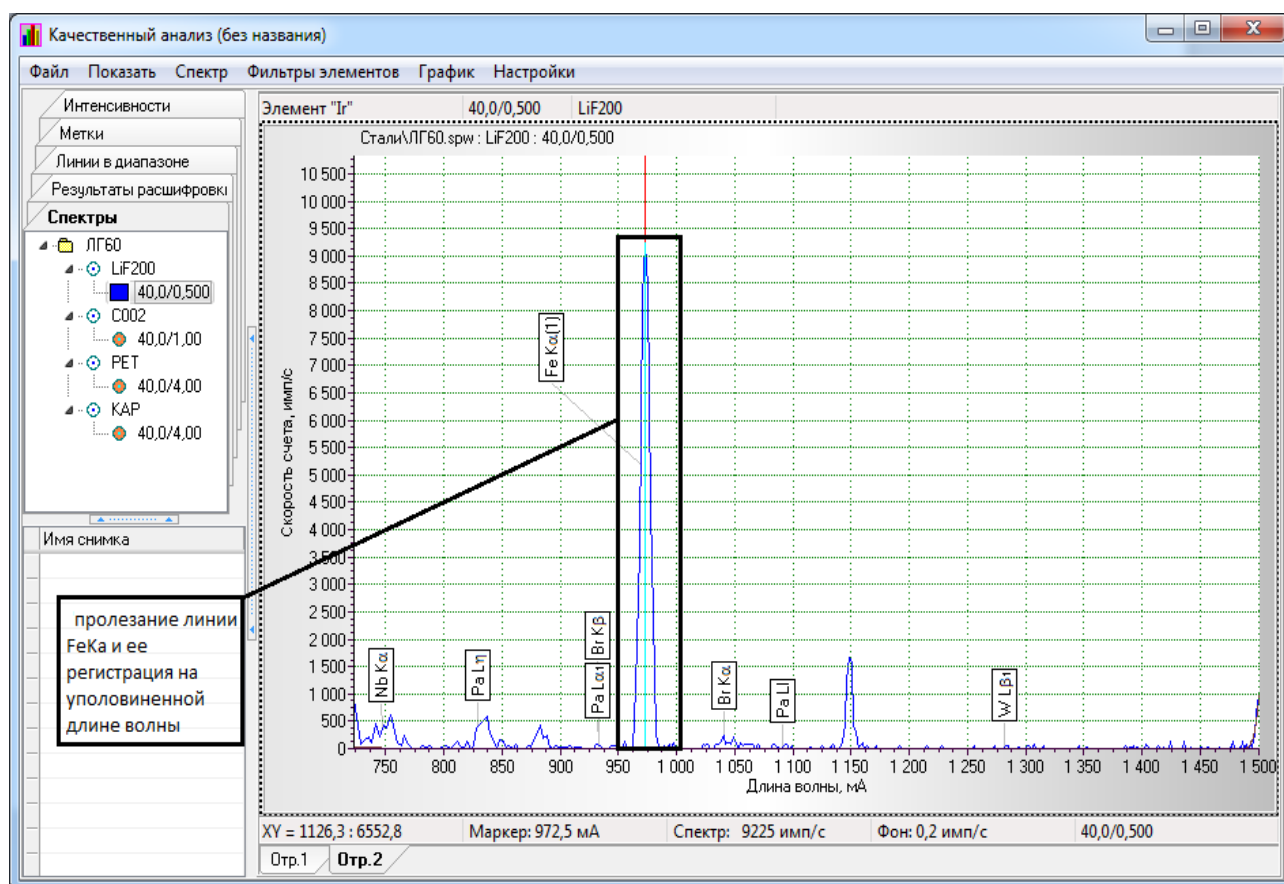 Качественный анализ (без названия)
Файл Показать Спектр Фильтры элементов График Настройки
Интенсивности
Метки
Линии в диапазоне
Результаты расшифровки
Спектры
ЛГ60
LiF200
40,0/0,500
C002
40,0/1,00
PET
40,0/4,00
KAP
40,0/4,00
Имя снимка
пролезание линии
FeKa и ее
регистрация на
уполовиненной
длине волны
Элемент "Ir" 40,0/0,500 LiF200
Стали\ЛГ60.spw : LiF200 : 40,0/0,500
Скорость счета, имп/с
10 500
10 000
9 500
9 000
8 500
8 000
7 500
7 000
6 500
6 000
5 500
5 000
4 500
4 000
3 500
3 000
2 500
2 000
1 500
1 000
500
0
Fe Kα(1)
Nb Kα
Pa Lη
Pa Lα1
Br Kβ
Br Kα
Pa Ll
W Lβ1
750 800 850 900 950 1 000 1 050 1 100 1 150 1 200 1 250 1 300 1 350 1 400 1 450 1 500
Длина волны, мА
XY = 1126,3 : 6552,8 Маркер: 972,5 мА Спектр: 9225 имп/с Фон: 0,2 имп/с 40,0/0,500
Отр.1 Отр.2